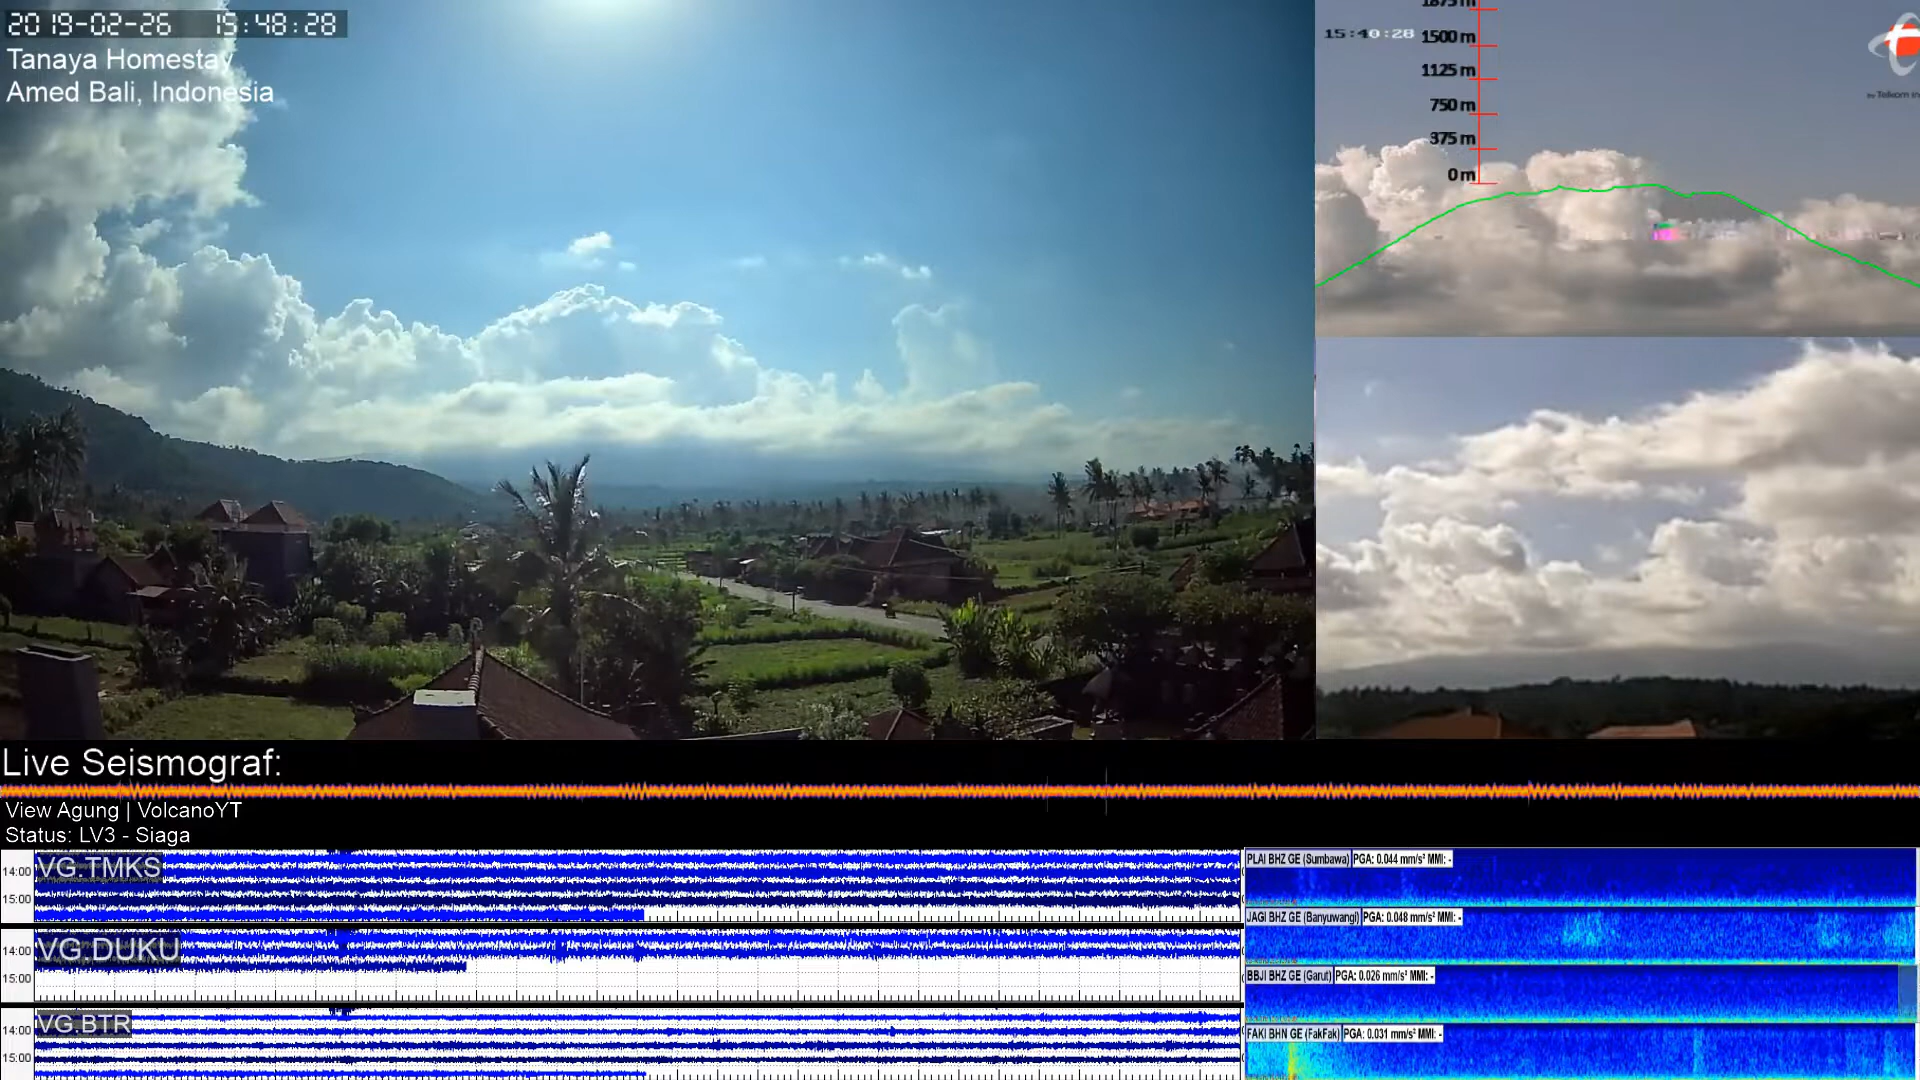 2019-02-26 15:48:28
Tanaya Homestay
Amed Bali, Indonesia
15:40:28
1875 m
1500 m
1125 m
750 m
375 m
0 m
by Telkom In
Live Seismograf:
View Agung | VolcanoYT
Status: LV3 - Siaga
VG.TMKS
14:00
15:00
VG.DUKU
14:00
15:00
VG.BTR
14:00
15:00
PLAI BHZ GE (Sumbawa) PGA: 0.044 mm/s² MMI: -
JAGI BHZ GE (Banyuwangi) PGA: 0.048 mm/s² MMI: -
BBJI BHZ GE (Garut) PGA: 0.026 mm/s² MMI: -
FAKI BHN GE (FakFak) PGA: 0.031 mm/s² MMI: -